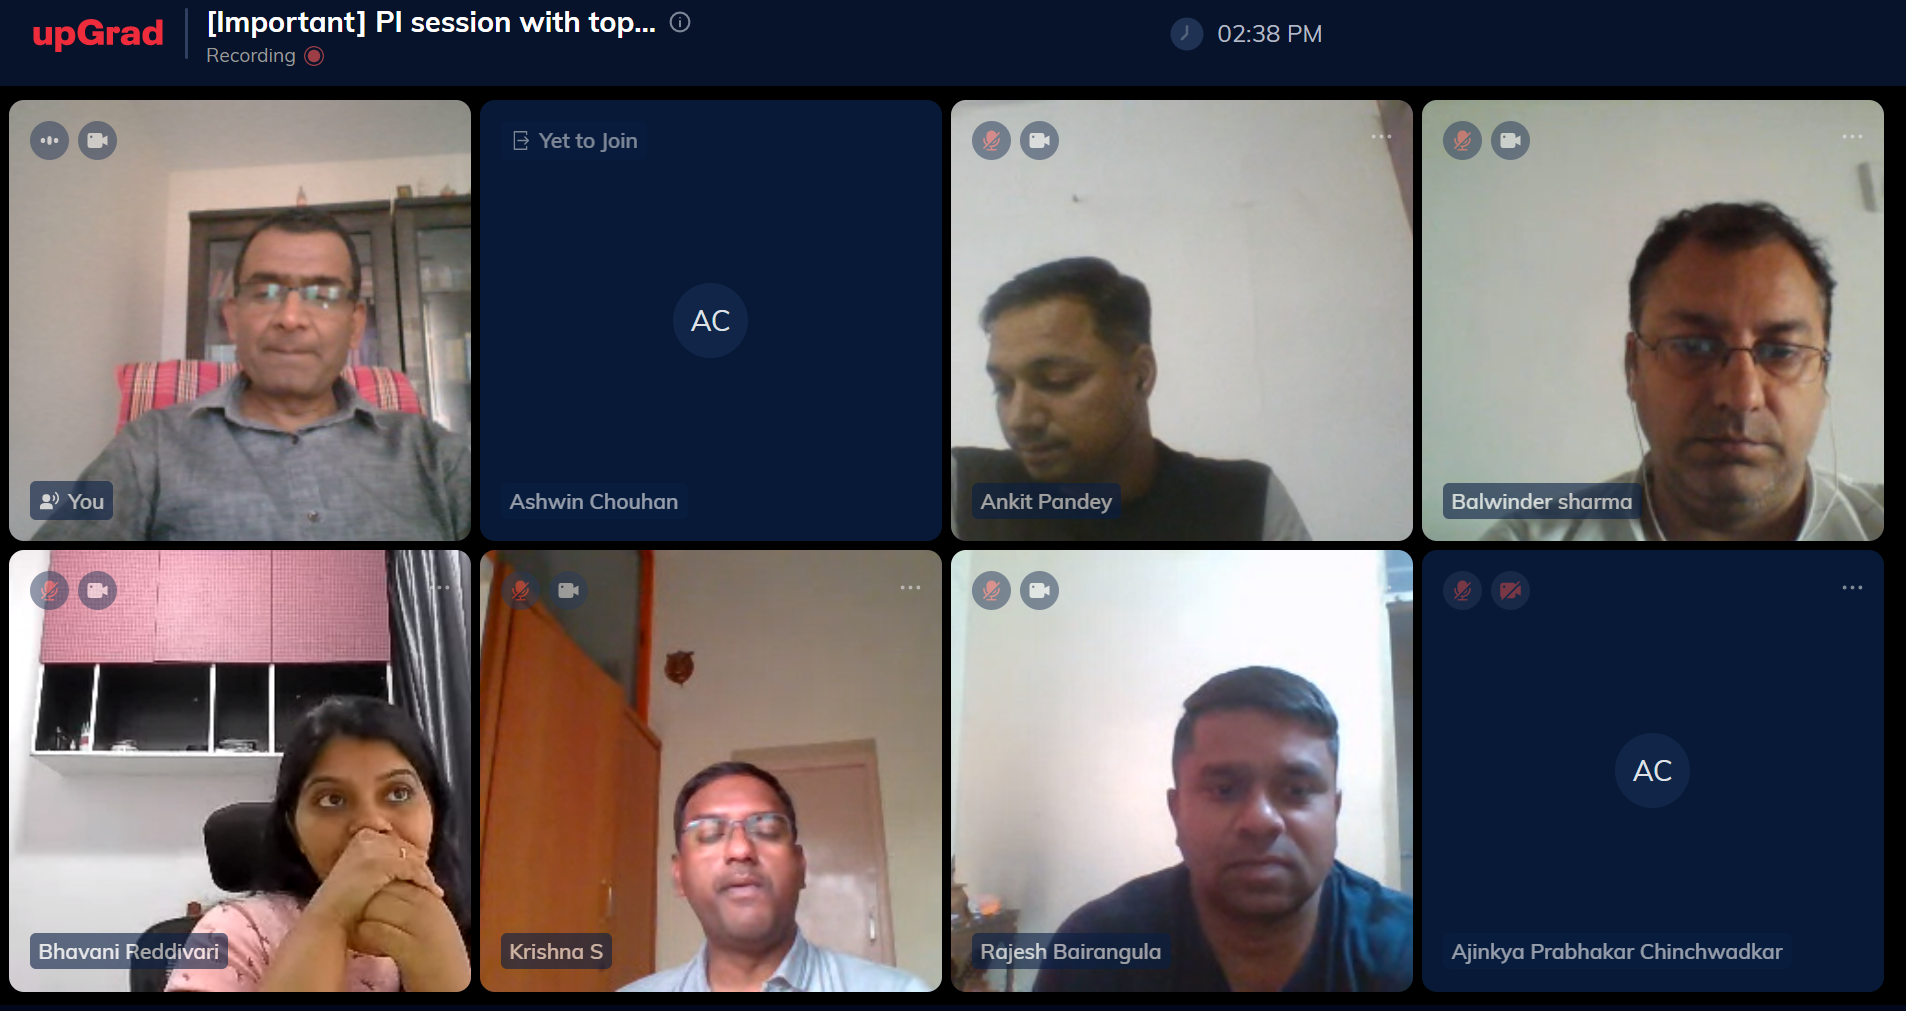 upGrad
[Important] PI session with top...
Recording
02:38 PM
You
Yet to Join
AC
Ashwin Chouhan
Ankit Pandey
Balwinder sharma
Bhavani Reddivari
Krishna S
Rajesh Bairangula
AC
Ajinkya Prabhakar Chinchwadkar